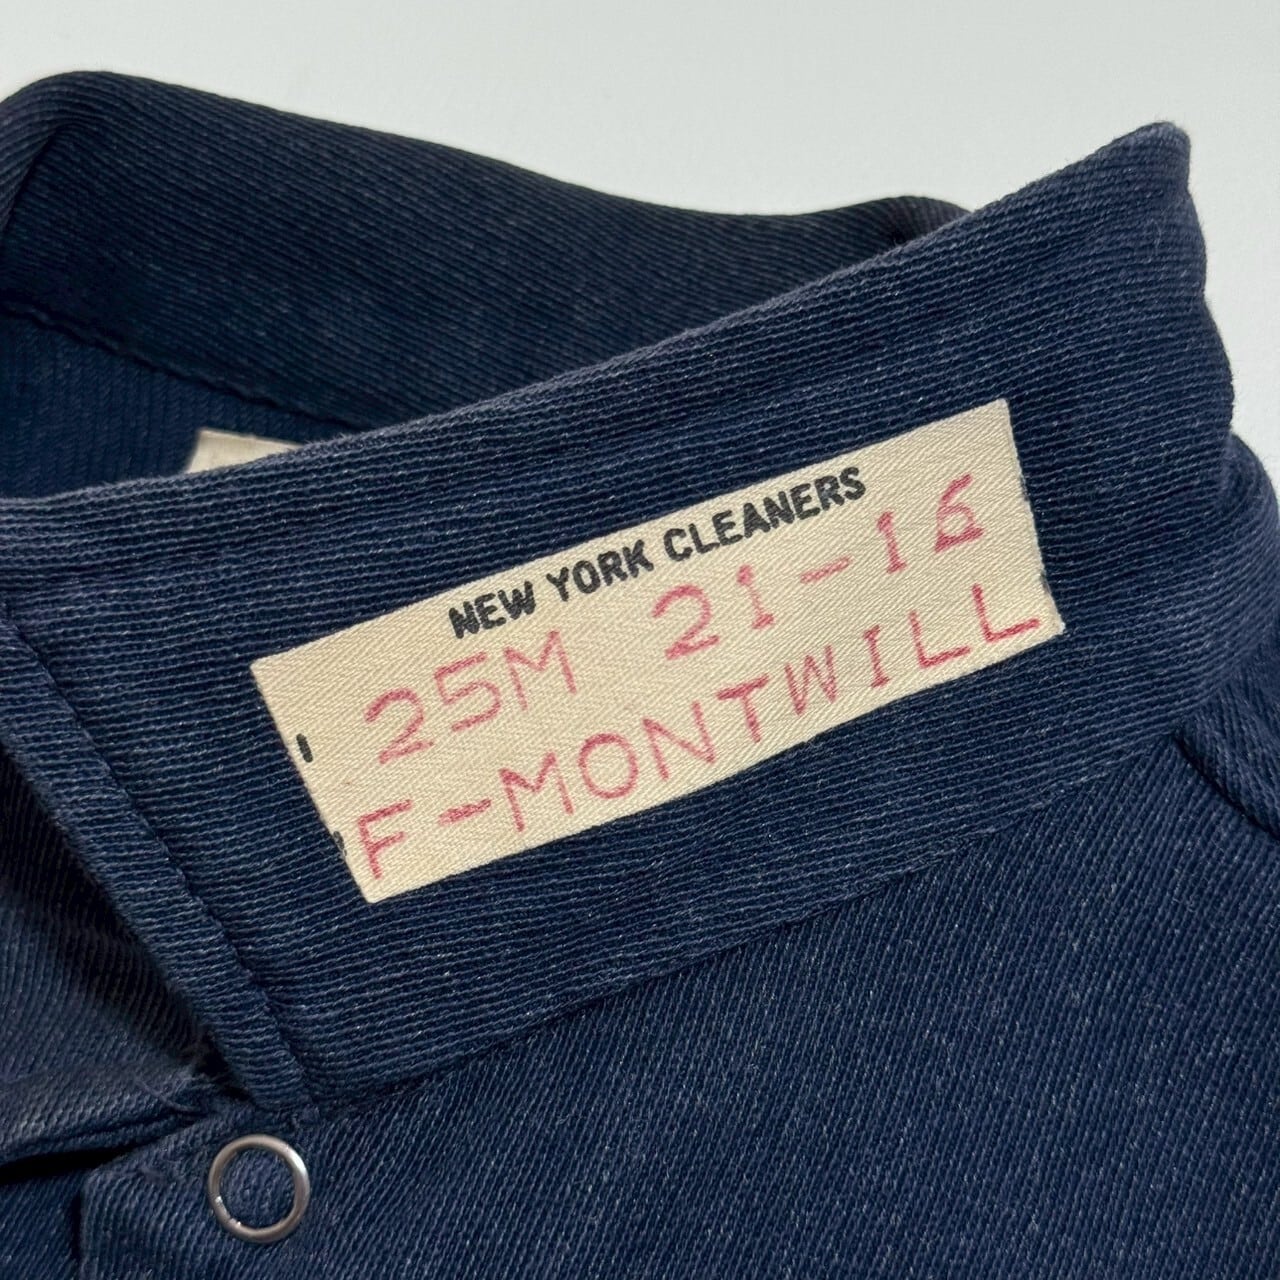 NEW YORK CLEANERS
25M 21-16
F-MONTWILL